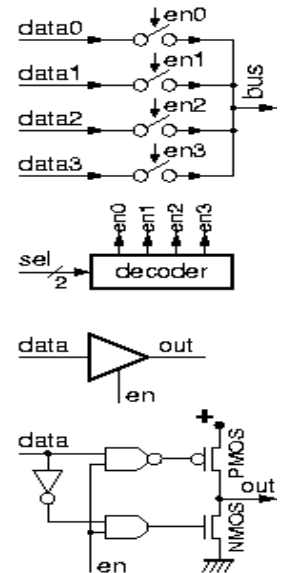 en0
data0
en1
data1
bus
en2
data2
en3
data3
en0 en1 en2 en3
sel
2
decoder
data out
en
+
data
PMOS
out
NMOS
en